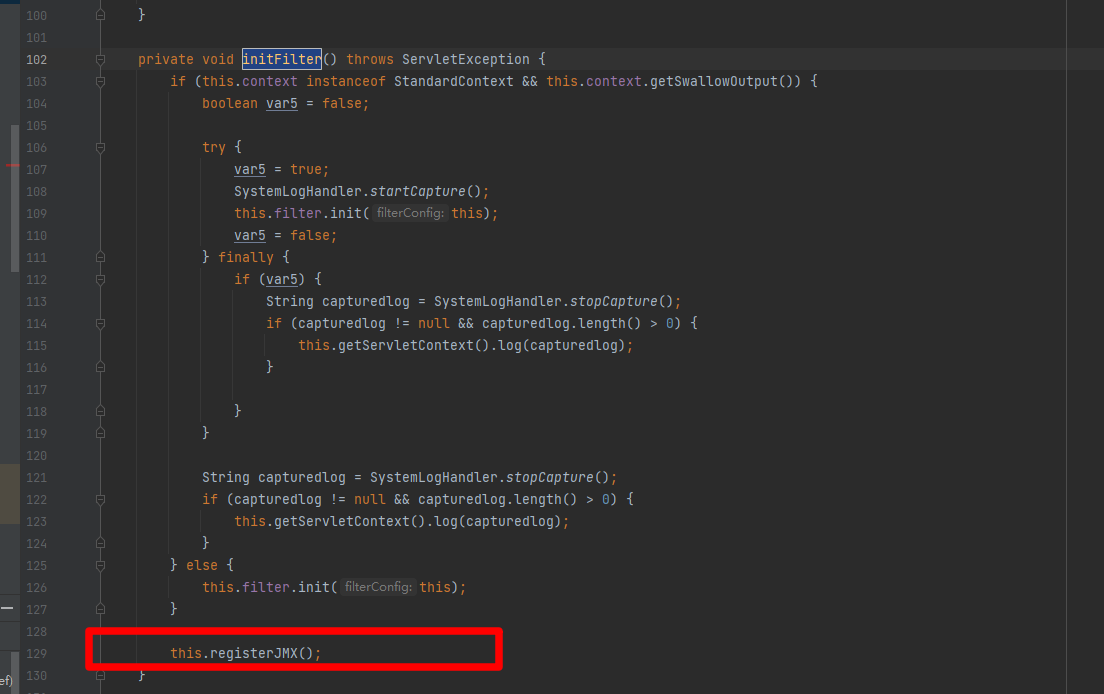 100 }
101
102 private void initFilter() throws ServletException {
103 if (this.context instanceof StandardContext && this.context.getSwallowOutput()) {
104 boolean var5 = false;
105
106 try {
107 var5 = true;
108 SystemLogHandler.startCapture();
109 this.filter.init( filterConfig: this);
110 var5 = false;
111 } finally {
112 if (var5) {
113 String capturedlog = SystemLogHandler.stopCapture();
114 if (capturedlog != null && capturedlog.length() > 0) {
115 this.getServletContext().log(capturedlog);
116 }
117
118 }
119 }
120
121 String capturedlog = SystemLogHandler.stopCapture();
122 if (capturedlog != null && capturedlog.length() > 0) {
123 this.getServletContext().log(capturedlog);
124 }
125 } else {
126 this.filter.init( filterConfig: this);
127 }
128
129 this.registerJMX();
ef)
130 }